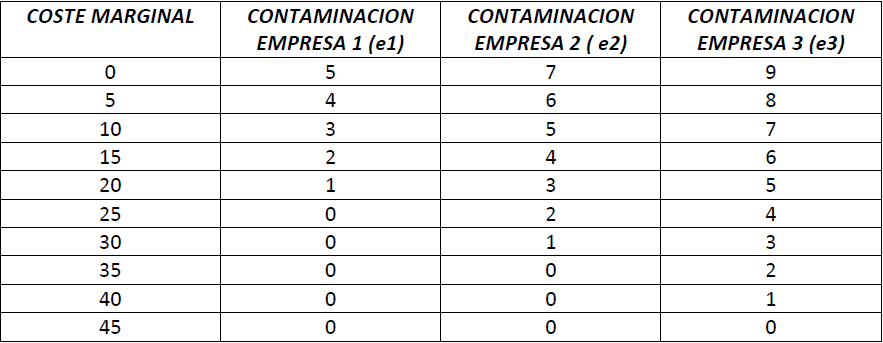 COSTE MARGINAL CONTAMINACION EMPRESA 1 (e1) CONTAMINACION EMPRESA 2 ( e2) CONTAMINACION EMPRESA 3 (e3)
0 5 7 9
5 4 6 8
10 3 5 7
15 2 4 6
20 1 3 5
25 0 2 4
30 0 1 3
35 0 0 2
40 0 0 1
45 0 0 0